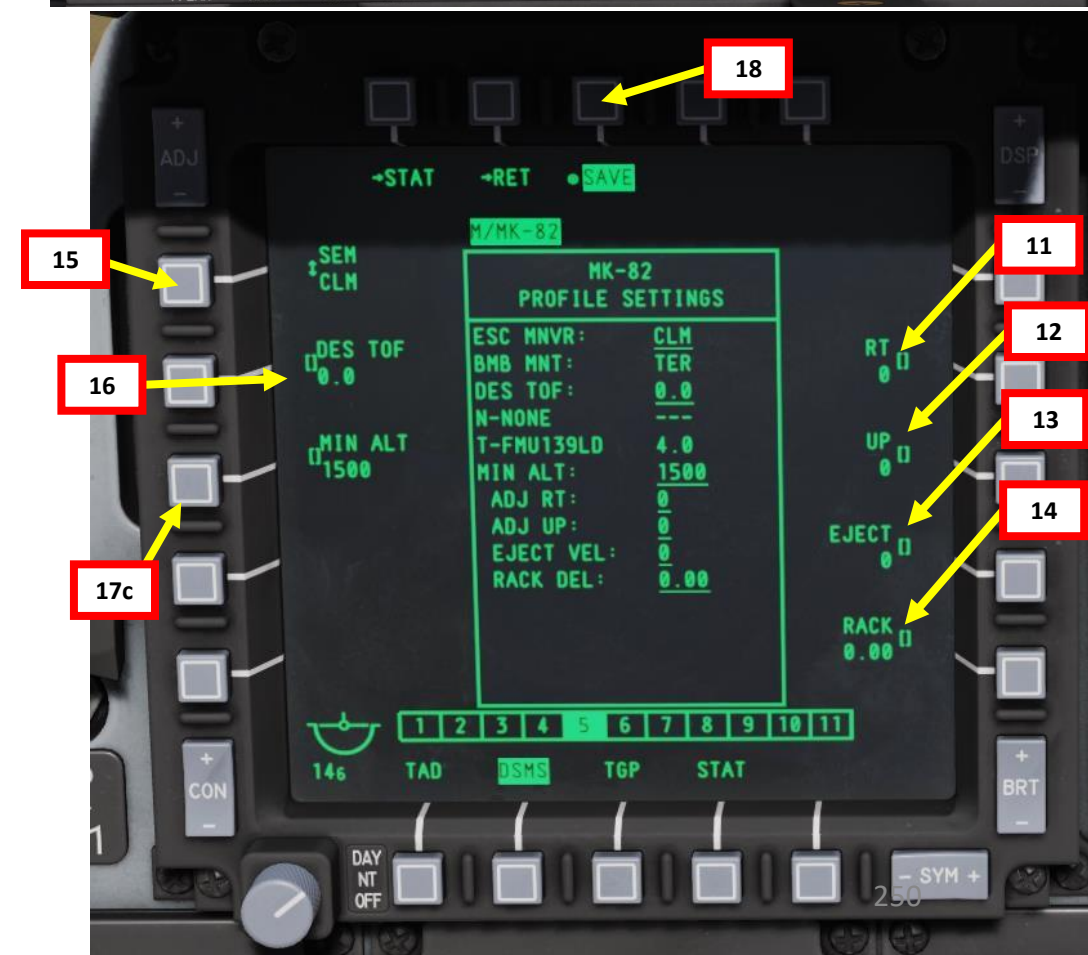 18
+
ADJ
-
+
DSP
-
→STAT →RET ●SAVE
M/MK-82
15
↕SEM
CLM
11
MK-82
PROFILE SETTINGS
ESC MNVR: CLM
BMB MNT: TER
DES TOF: 0.0
N-NONE ---
T-FMU139LD 4.0
MIN ALT: 1500
ADJ RT: 0
ADJ UP: 0
EJECT VEL: 0
RACK DEL: 0.00
16
[]DES TOF
0.0
RT []
0
12
[]MIN ALT
1500
UP []
0
13
EJECT []
0
14
17c
RACK []
0.00
1 2 3 4 5 6 7 8 9 10 11
146 TAD DSMS TGP STAT
+
CON
-
+
BRT
-
1
DAY
NT
OFF
- SYM +
250